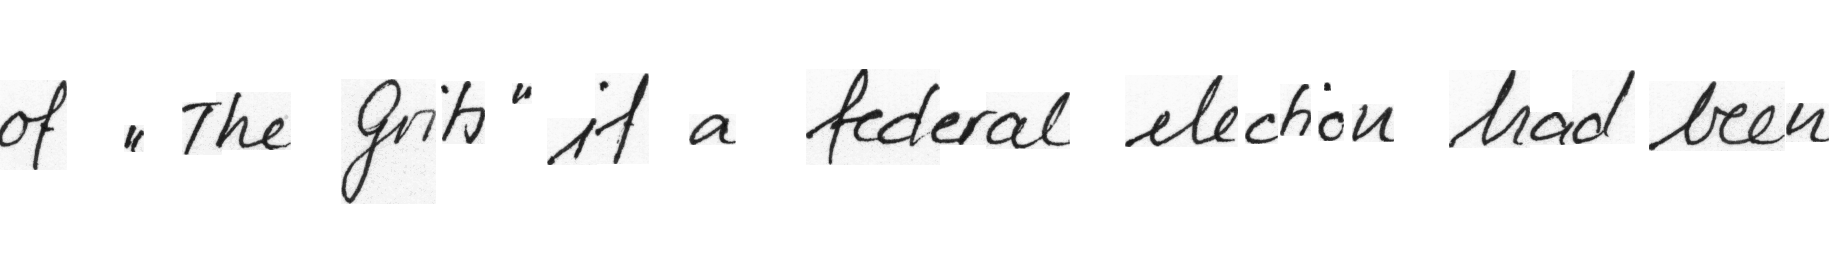 of „The Grits" if a federal election had been